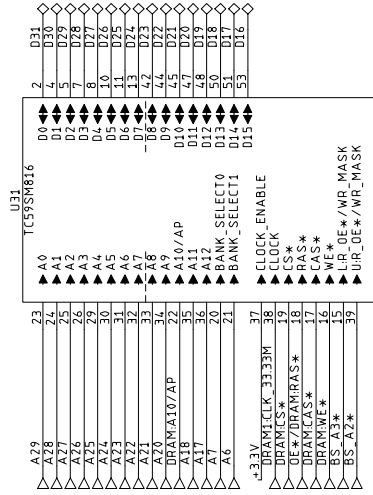 U31
TC59SM816
A29 23 A0 D0 2 D31
A28 24 A1 D1 4 D30
A27 25 A2 D2 5 D29
A26 26 A3 D3 7 D28
A25 29 A4 D4 8 D27
A24 30 A5 D5 10 D26
A23 31 A6 D6 11 D25
A22 32 A7 D7 13 D24
A21 33 A8 D8 42 D23
A20 34 A9 D9 44 D22
DRAM:A10/AP 22 A10/AP D10 45 D21
A18 35 A11 D11 47 D20
A17 36 A12 D12 48 D19
A7 20 BANK_SELECT0 D13 50 D18
A6 21 BANK_SELECT1 D14 51 D17
D15 53 D16
+3.3V 37 CLOCK_ENABLE
DRAM1:CLK_33.33M 38 CLOCK
DRAM:CS* 19 CS*
OE*/DRAM:RAS* 18 RAS*
DRAM:CAS* 17 CAS*
DRAM:WE* 16 WE*
BS_A3* 15 L:R_OE*/WR_MASK
BS_A2* 39 U:R_OE*/WR_MASK